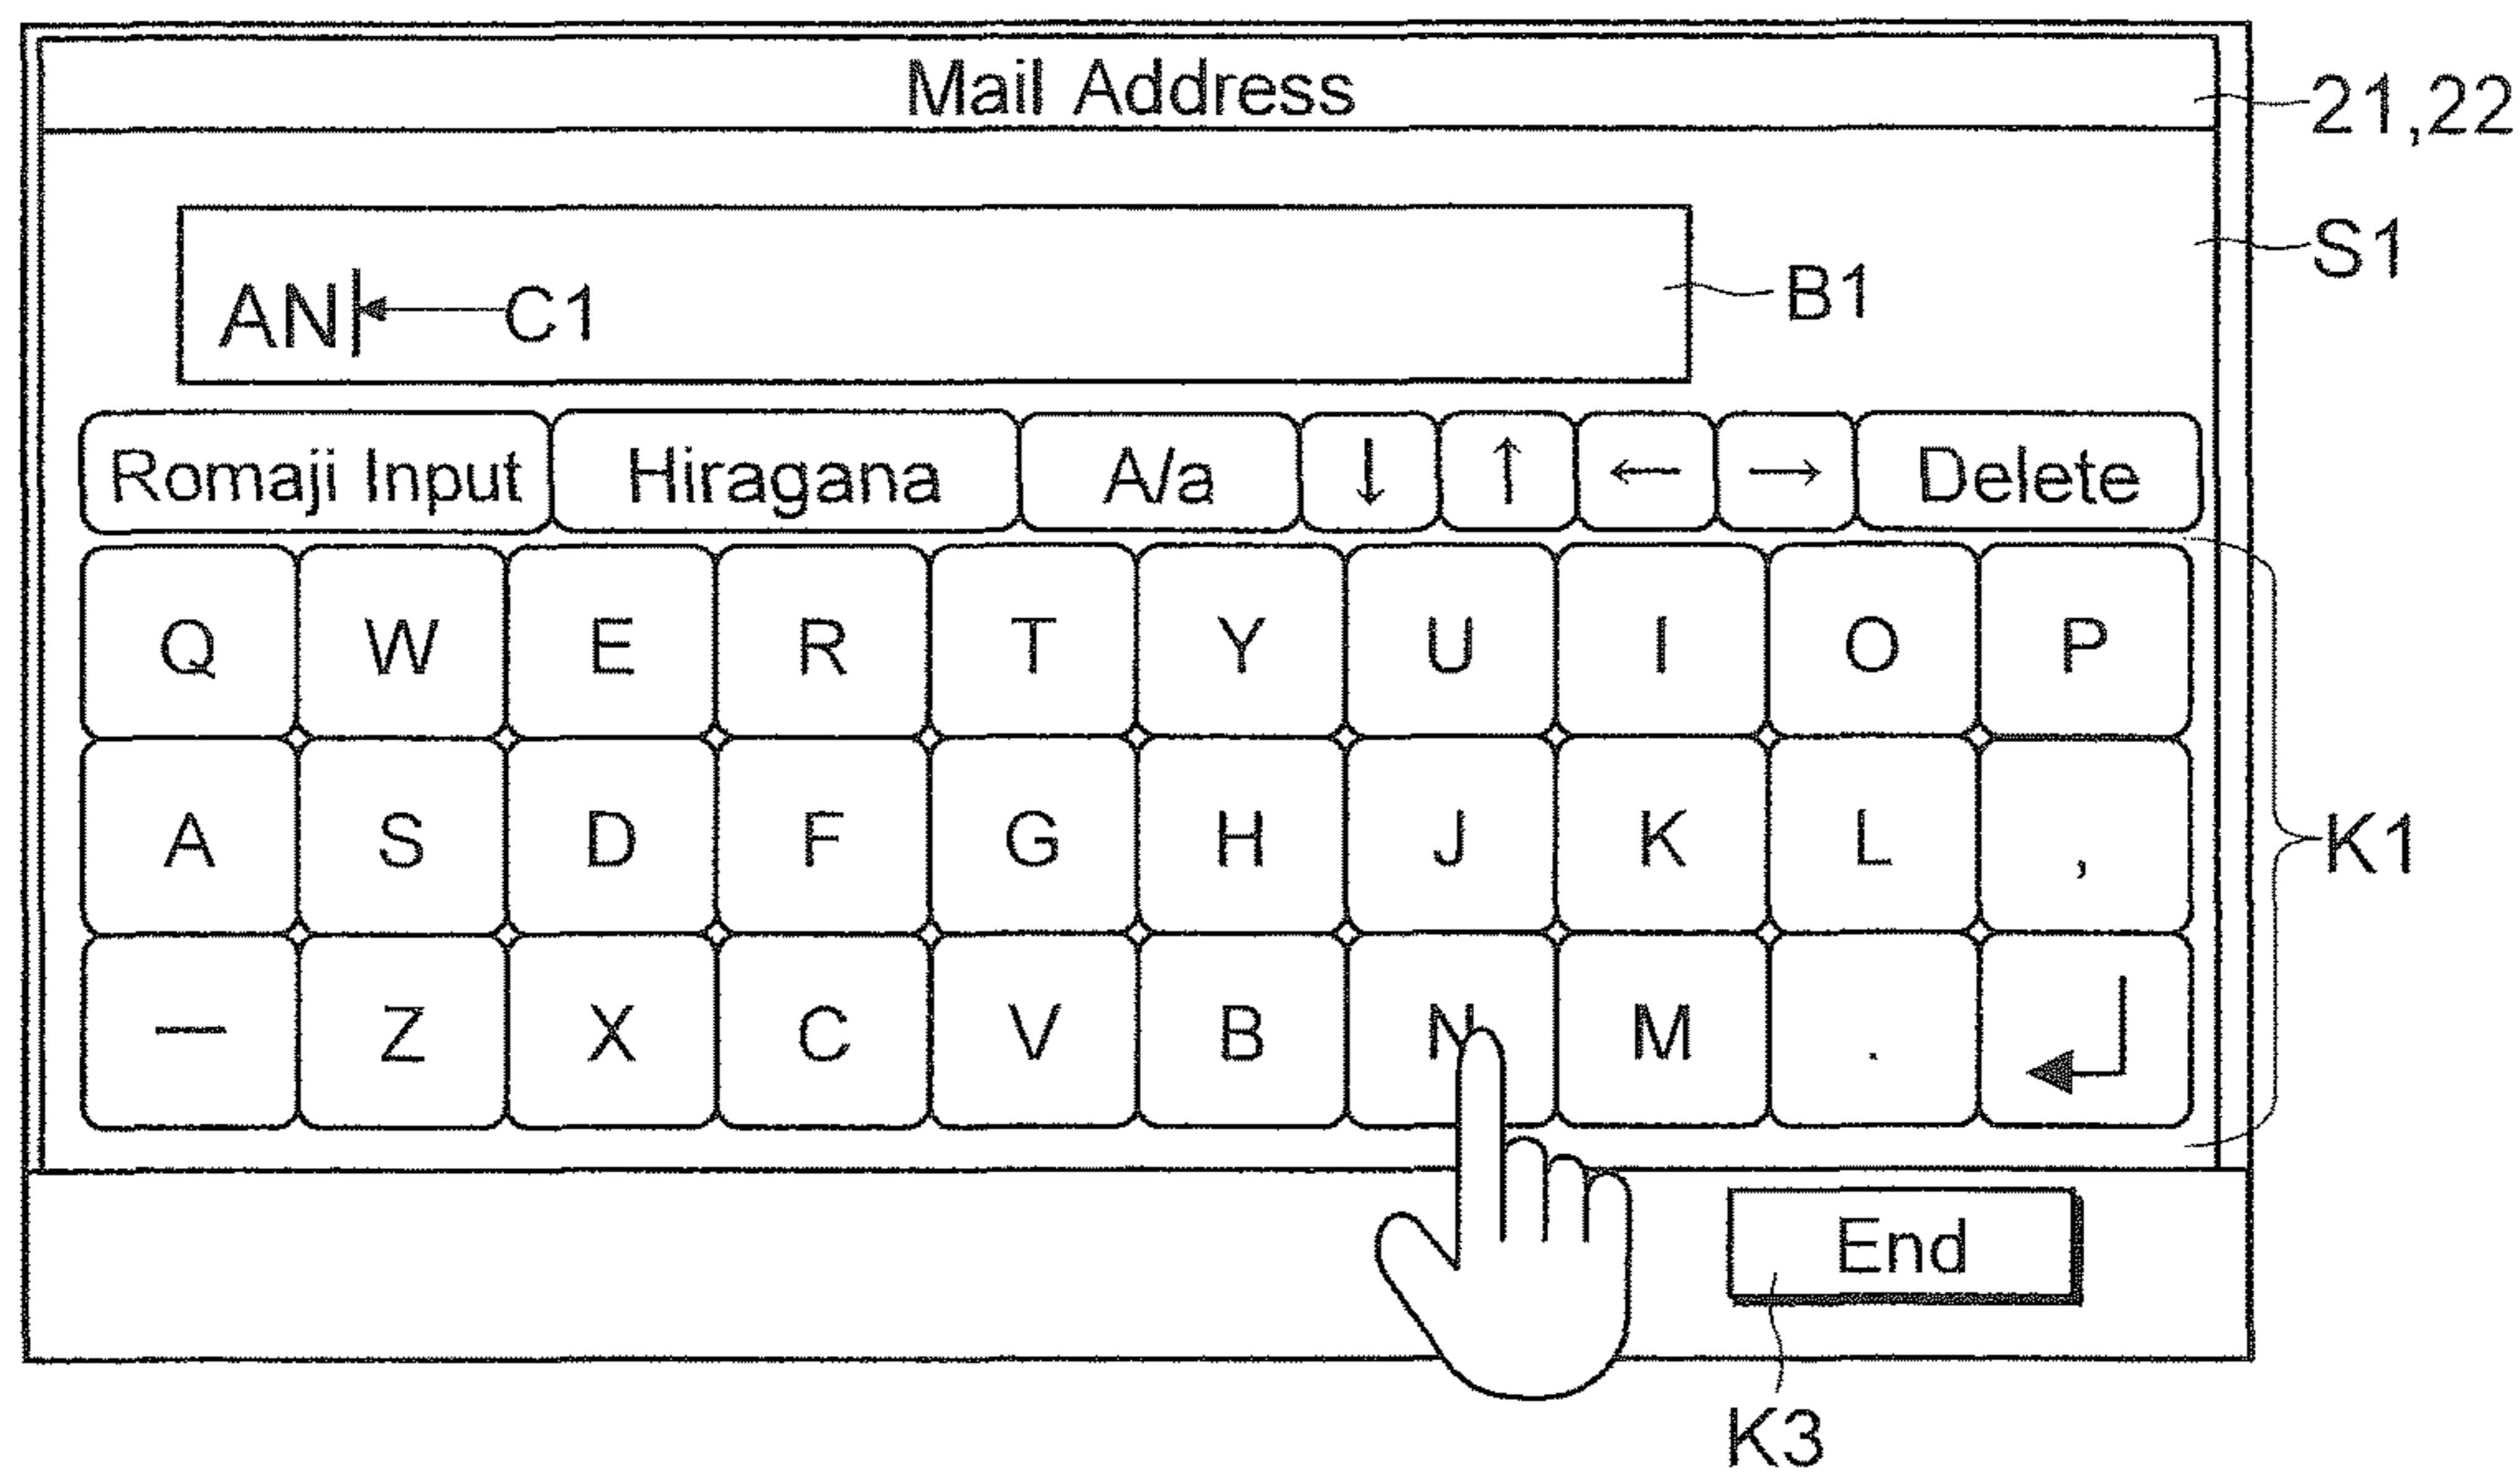 Mail Address
21,22
S1
AN
C1
B1
Romaji Input Hiragana A/a ↓ ↑ ← → Delete
Q W E R T Y U I O P
A S D F G H J K L ,
K1
— Z X C V B N M .
End
K3